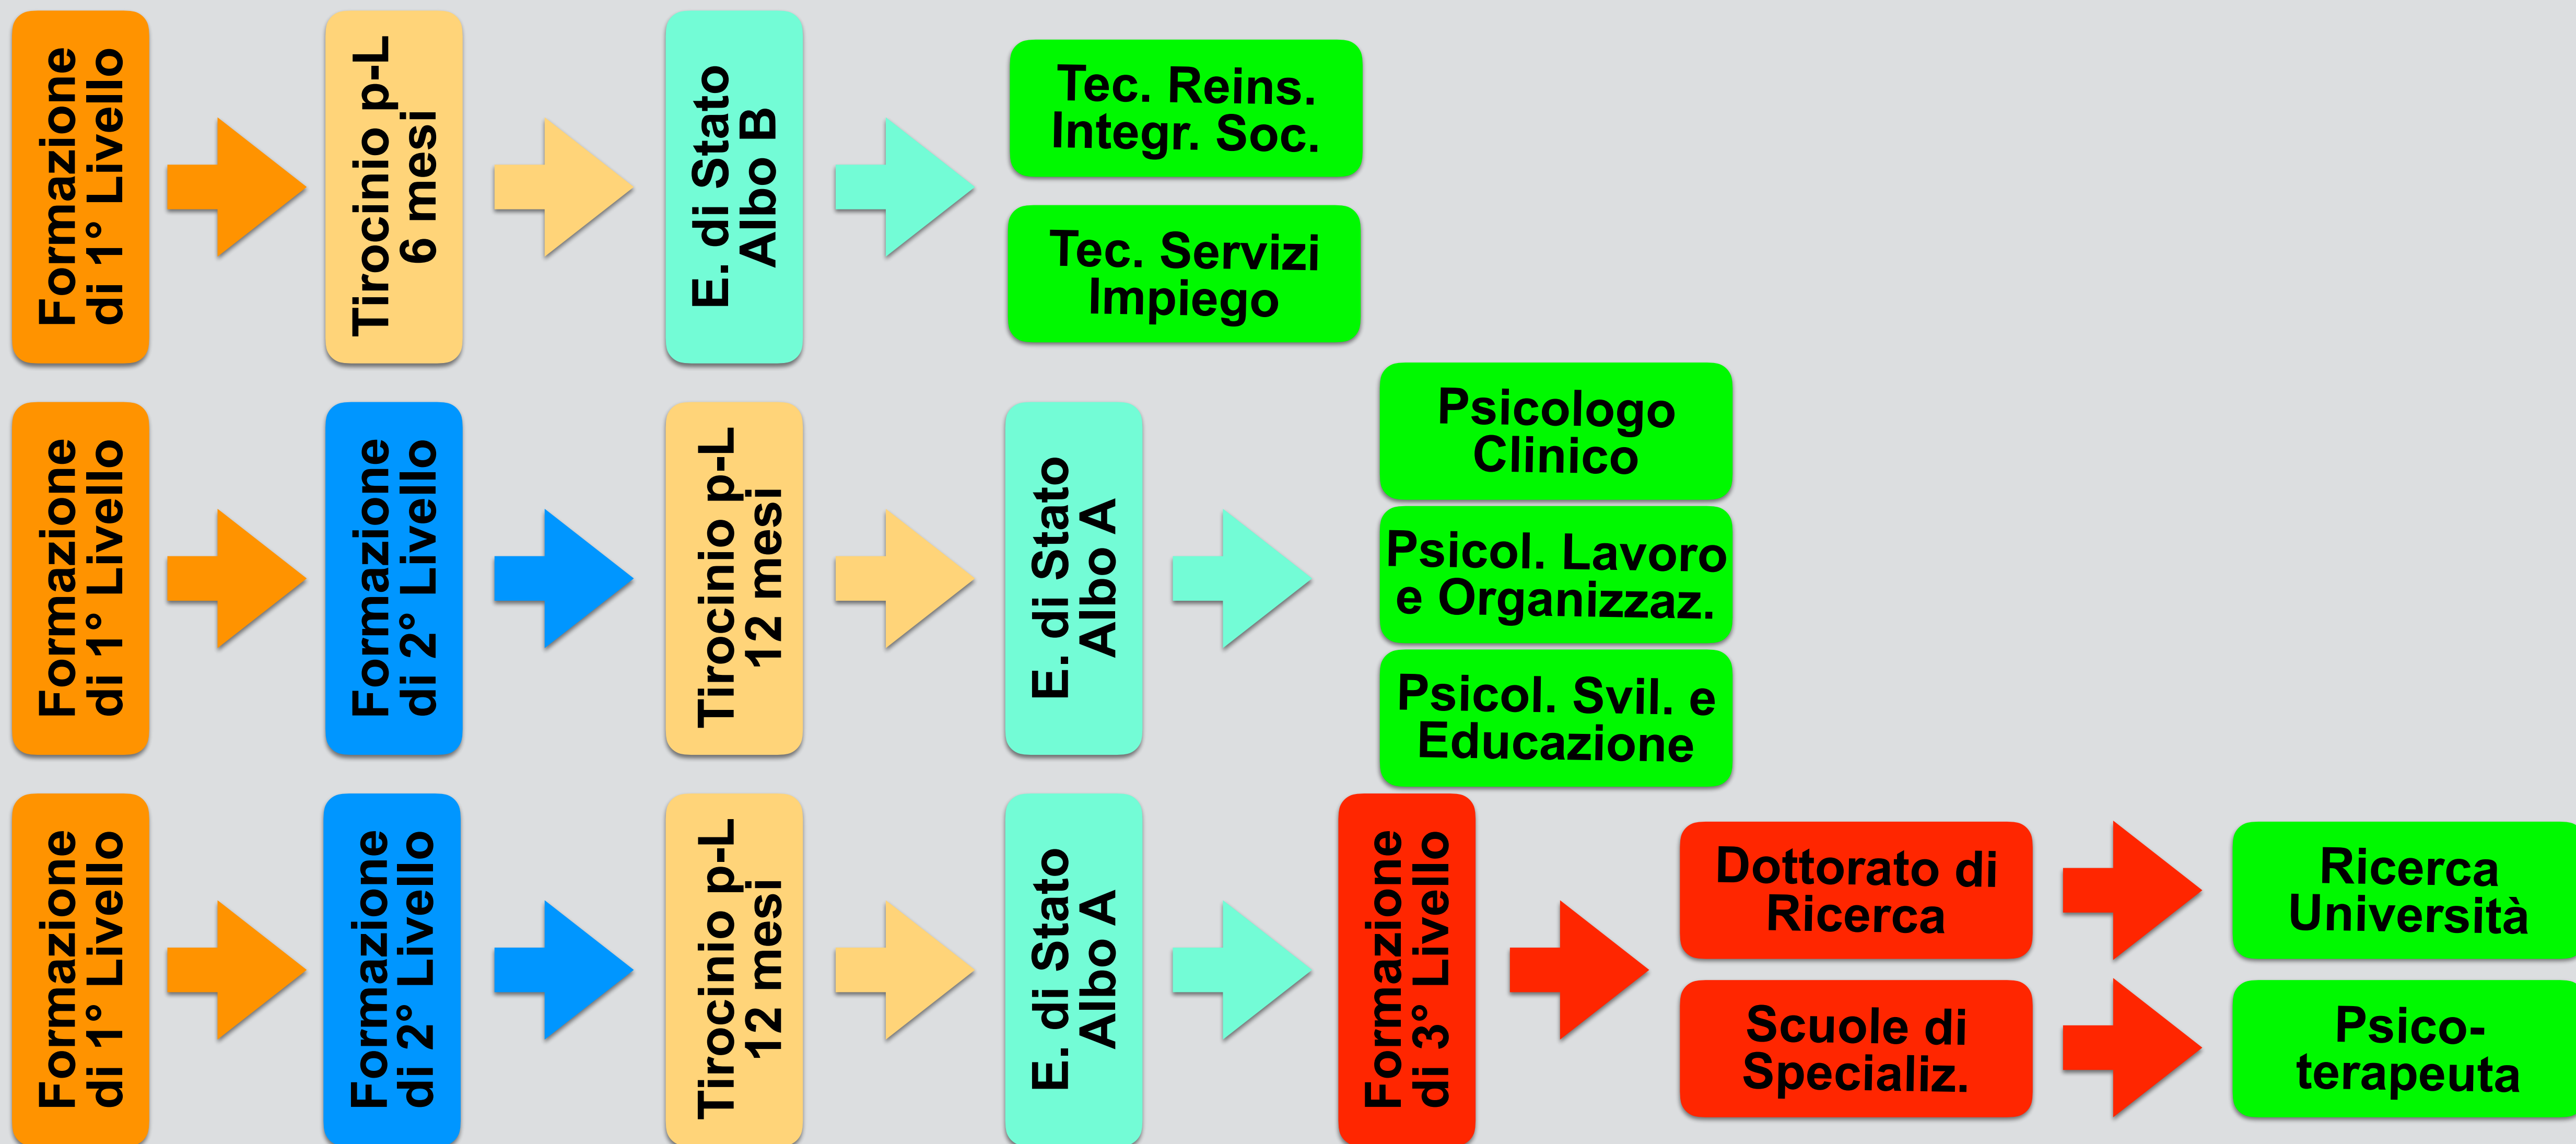 Formazione
di 1° Livello
Tirocinio p-L
6 mesi
E. di Stato
Albo B
Tec. Reins.
Integr. Soc.
Tec. Servizi
Impiego
Formazione
di 1° Livello
Formazione
di 2° Livello
Tirocinio p-L
12 mesi
E. di Stato
Albo A
Psicologo
Clinico
Psicol. Lavoro
e Organizzaz.
Psicol. Svil. e
Educazione
Formazione
di 1° Livello
Formazione
di 2° Livello
Tirocinio p-L
12 mesi
E. di Stato
Albo A
Formazione
di 3° Livello
Dottorato di
Ricerca
Ricerca
Università
Scuole di
Specializ.
Psico-
terapeuta